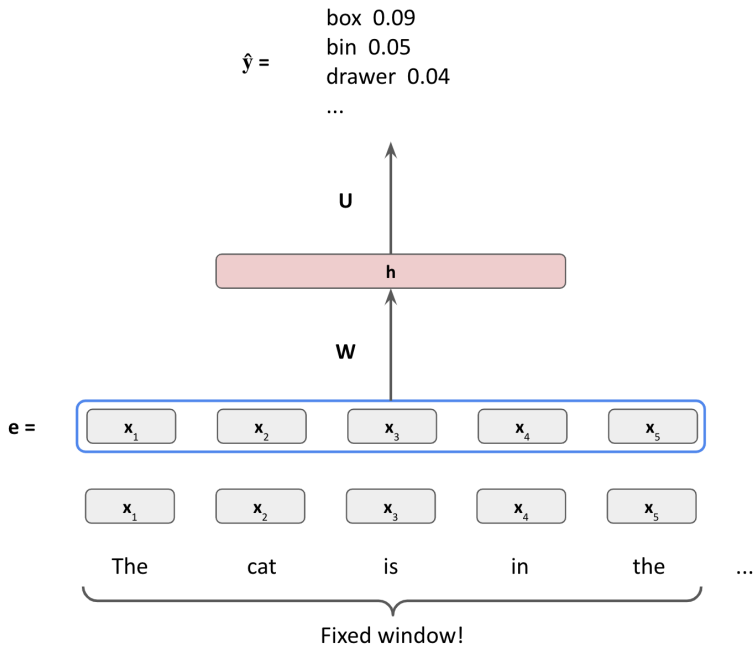 box 0.09
bin 0.05
ŷ =
drawer 0.04
...
U
h
W
e =
x1 x2 x3 x4 x5
x1 x2 x3 x4 x5
The cat is in the ...
Fixed window!